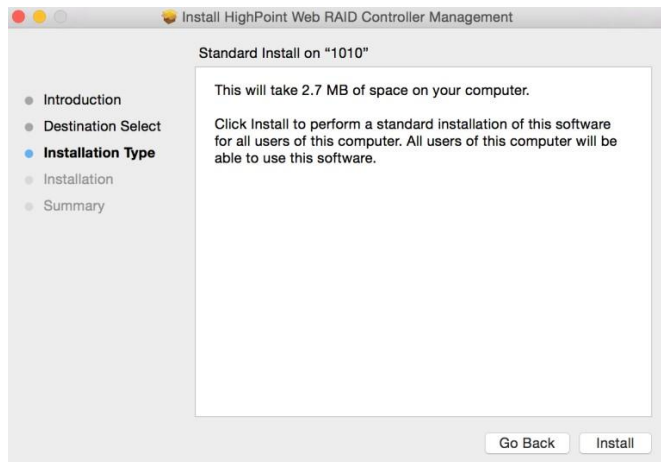 Install HighPoint Web RAID Controller Management
Standard Install on “1010”
Introduction
Destination Select
Installation Type
Installation
Summary
This will take 2.7 MB of space on your computer.
Click Install to perform a standard installation of this software
for all users of this computer. All users of this computer will be
able to use this software.
Go Back
Install